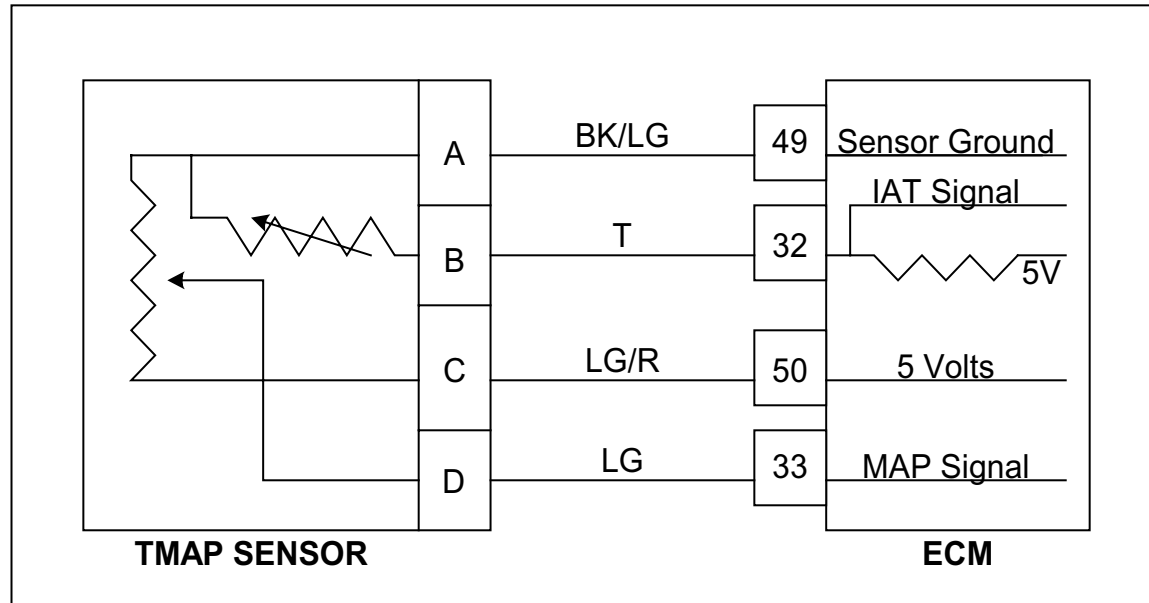 A BK/LG 49 Sensor Ground
IAT Signal
B T 32
5V
C LG/R 50 5 Volts
D LG 33 MAP Signal
TMAP SENSOR ECM